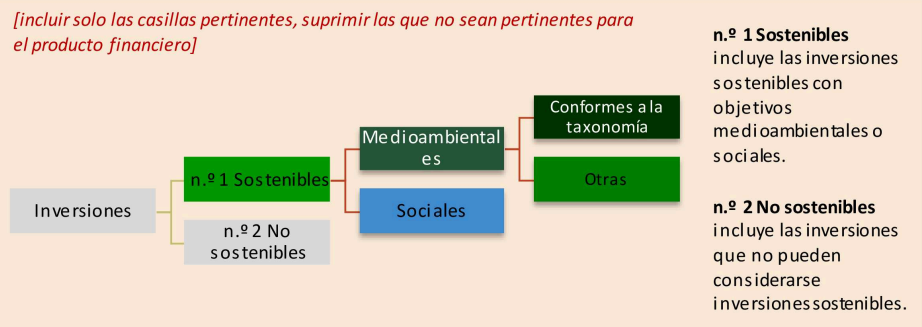 [incluir solo las casillas pertinentes, suprimir las que no sean pertinentes para
el producto financiero]
Inversiones
n.º 1 Sostenibles
n.º 2 No
sostenibles
Medioambiental
es
Sociales
Conformes a la
taxonomía
Otras
n.º 1 Sostenibles
incluye las inversiones
sostenibles con
objetivos
medioambientales o
sociales.
n.º 2 No sostenibles
incluye las inversiones
que no pueden
considerarse
inversiones sostenibles.